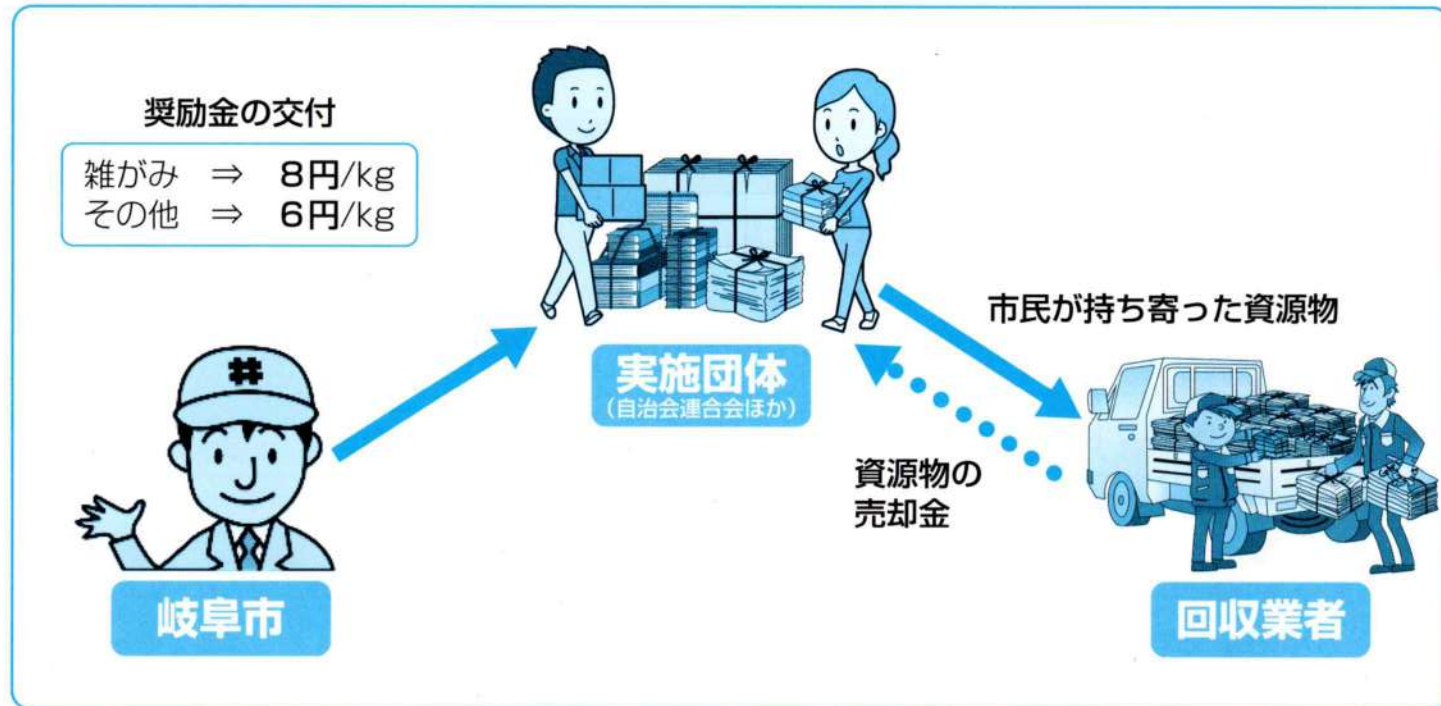 奨励金の交付
雑がみ ⇒ 8円/kg
その他 ⇒ 6円/kg
市民が持ち寄った資源物
実施団体
(自治会連合会ほか)
資源物の
売却金
岐阜市
回収業者